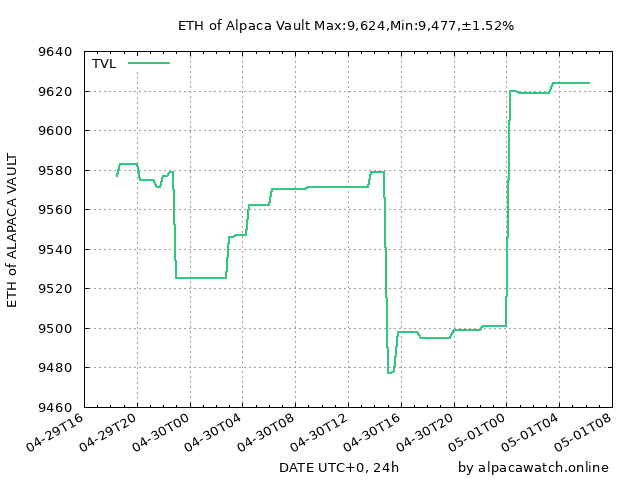 ETH of Alpaca Vault Max:9,624,Min:9,477,±1.52%
TVL
ETH of ALAPACA VAULT
9640
9620
9600
9580
9560
9540
9520
9500
9480
9460
04-29T16
04-29T20
04-30T00
04-30T04
04-30T08
04-30T12
04-30T16
04-30T20
05-01T00
05-01T04
05-01T08
DATE UTC+0, 24h
by alpacawatch.online